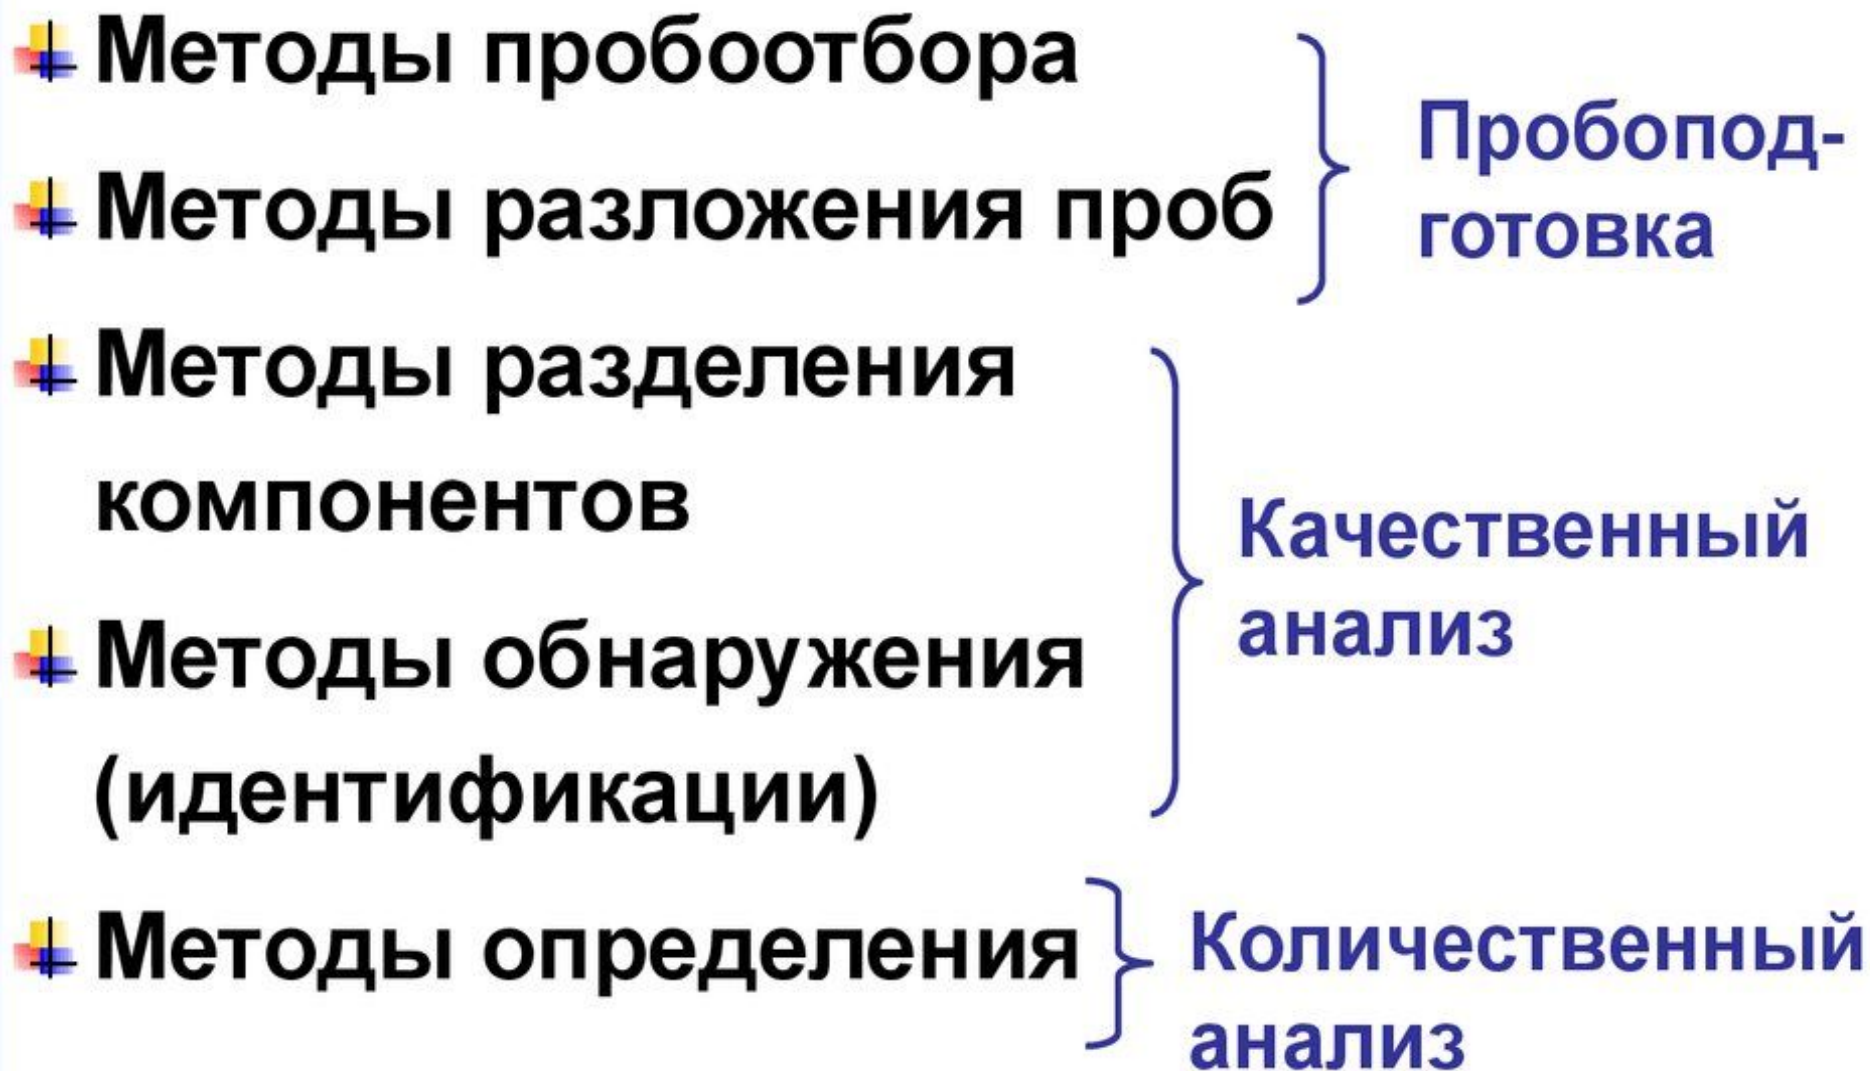 Методы пробоотбора
Методы разложения проб
Пробопод-
готовка
Методы разделения
компонентов
Методы обнаружения
(идентификации)
Качественный
анализ
Методы определения
Количественный
анализ